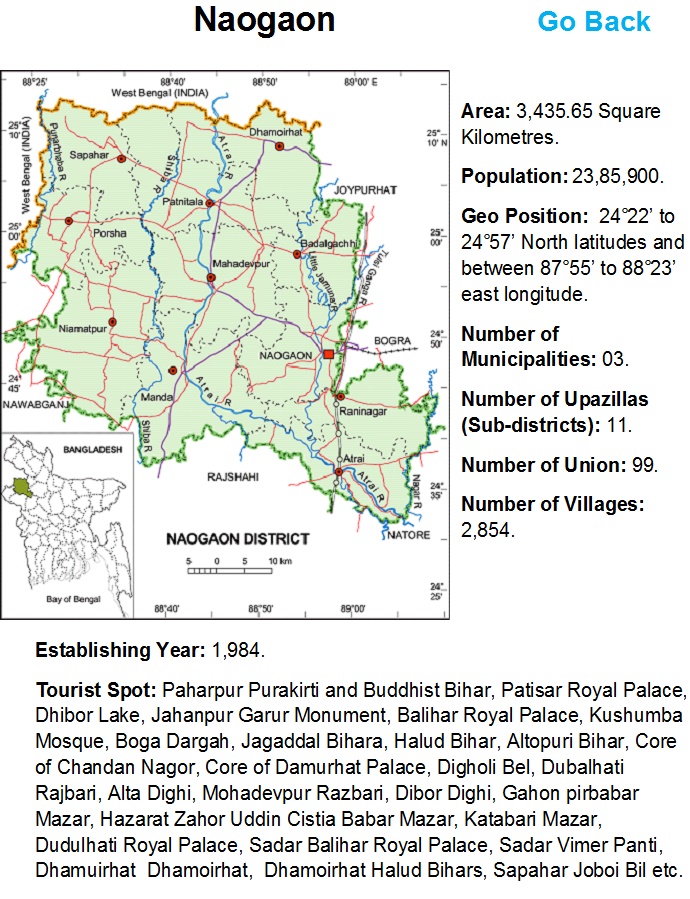 Naogaon
Go Back
88°25'
88°40'
88°50'
89°00' E
West Bengal (INDIA)
West Bengal (INDIA)
Punarbhaba R
25°
10'
25°
10' N
Dhamoirhat
Sapahar
Shiba R
Atrai R
Patnitala
JOYPURHAT
25°
00'
25°
00'
Porsha
Badalgachhi
Mahadevpur
Little Jamuna R
Tulsi Ganga R
Niamatpur
BOGRA
24°
50'
NAOGAON
24°
45'
NAWABGANJ
Manda
Atrai R
Raninagar
Shiba R
BANGLADESH
Atrai
RAJSHAHI
Atrai R
Nagar R
24°
35'
NATORE
NAOGAON DISTRICT
5 0 5 10 km
24°
25'
Bay of Bengal
88°40'
88°50'
89°00'
Area: 3,435.65 Square
Kilometres.
Population: 23,85,900.
Geo Position: 24°22’ to
24°57’ North latitudes and
between 87°55’ to 88°23’
east longitude.
Number of
Municipalities: 03.
Number of Upazillas
(Sub-districts): 11.
Number of Union: 99.
Number of Villages:
2,854.
Establishing Year: 1,984.
Tourist Spot: Paharpur Purakirti and Buddhist Bihar, Patisar Royal Palace,
Dhibor Lake, Jahanpur Garur Monument, Balihar Royal Palace, Kushumba
Mosque, Boga Dargah, Jagaddal Bihara, Halud Bihar, Altopuri Bihar, Core
of Chandan Nagor, Core of Damurhat Palace, Digholi Bel, Dubalhati
Rajbari, Alta Dighi, Mohadevpur Razbari, Dibor Dighi, Gahon pirbabar
Mazar, Hazarat Zahor Uddin Cistia Babar Mazar, Katabari Mazar,
Dudulhati Royal Palace, Sadar Balihar Royal Palace, Sadar Vimer Panti,
Dhamuirhat Dhamoirhat, Dhamoirhat Halud Bihars, Sapahar Joboi Bil etc.